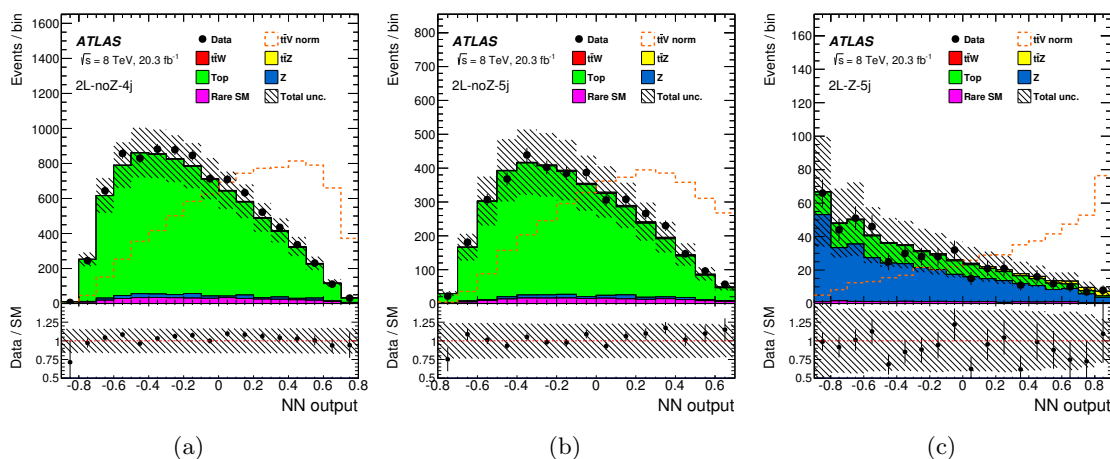 Events / bin
1600
1400
1200
1000
800
600
400
200
0
ATLAS
√s = 8 TeV, 20.3 fb⁻¹
2L-noZ-4j
Data
tt̄V norm
tt̄W
tt̄Z
Top
Z
Rare SM
Total unc.
Data / SM
1.25
1
0.75
0.5
-0.8 -0.6 -0.4 -0.2 0 0.2 0.4 0.6 0.8
NN output
(a)
Events / bin
800
700
600
500
400
300
200
100
0
ATLAS
√s = 8 TeV, 20.3 fb⁻¹
2L-noZ-5j
Data
tt̄V norm
tt̄W
tt̄Z
Top
Z
Rare SM
Total unc.
Data / SM
1.25
1
0.75
0.5
-0.8 -0.6 -0.4 -0.2 0 0.2 0.4 0.6
NN output
(b)
Events / bin
160
140
120
100
80
60
40
20
0
ATLAS
√s = 8 TeV, 20.3 fb⁻¹
2L-Z-5j
Data
tt̄V norm
tt̄W
tt̄Z
Top
Z
Rare SM
Total unc.
Data / SM
1.25
1
0.75
0.5
-0.8 -0.6 -0.4 -0.2 0 0.2 0.4 0.6 0.8
NN output
(c)